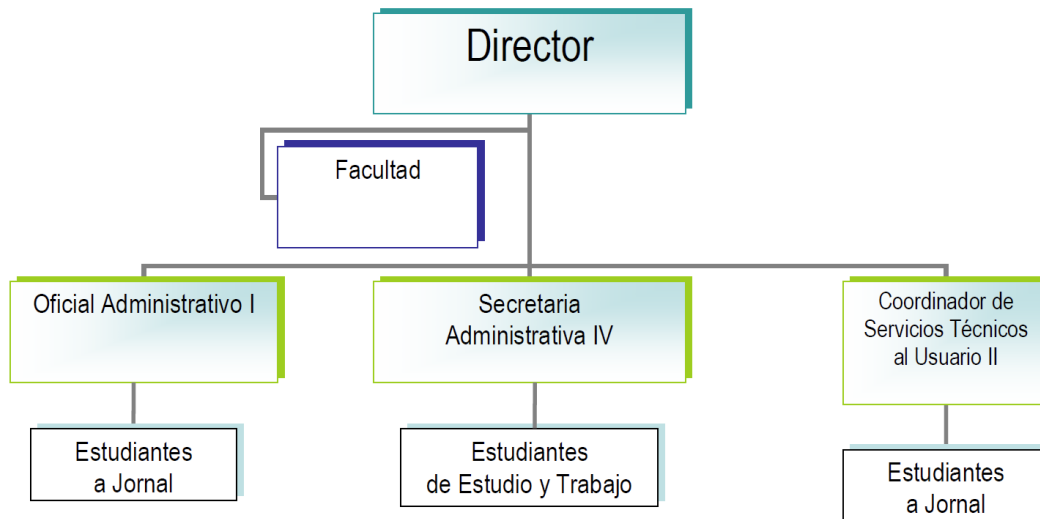 Director
Facultad
Oficial Administrativo I
Secretaria
Administrativa IV
Coordinador de
Servicios Técnicos
al Usuario II
Estudiantes
a Jornal
Estudiantes
de Estudio y Trabajo
Estudiantes
a Jornal